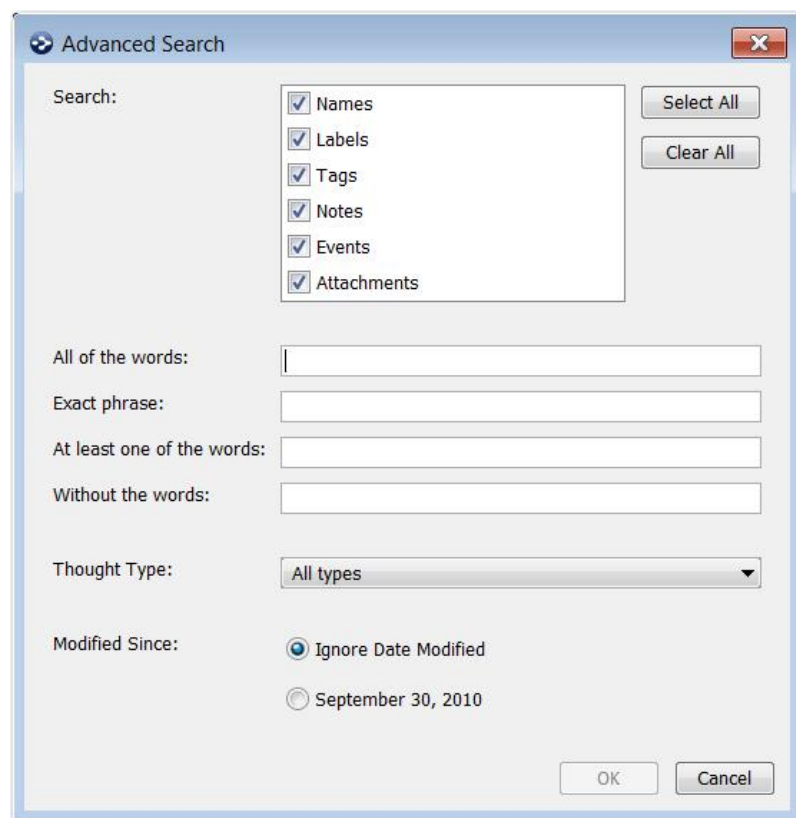 Advanced Search
Search:
Names
Select All
Labels
Clear All
Tags
Notes
Events
Attachments
All of the words:
Exact phrase:
At least one of the words:
Without the words:
Thought Type:
All types
Modified Since:
Ignore Date Modified
September 30, 2010
OK
Cancel